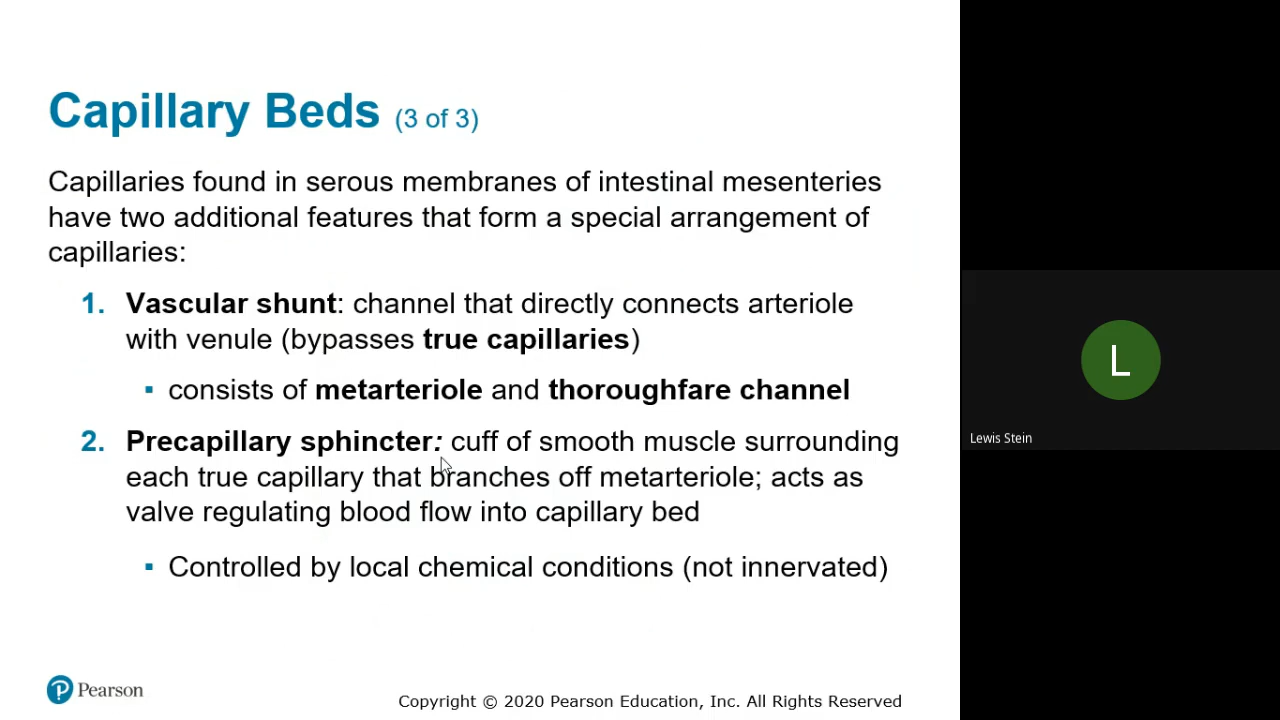 Capillary Beds (3 of 3)
Capillaries found in serous membranes of intestinal mesenteries
have two additional features that form a special arrangement of
capillaries:
1. Vascular shunt: channel that directly connects arteriole
with venule (bypasses true capillaries)
▪ consists of metarteriole and thoroughfare channel
2. Precapillary sphincter: cuff of smooth muscle surrounding
each true capillary that branches off metarteriole; acts as
valve regulating blood flow into capillary bed
▪ Controlled by local chemical conditions (not innervated)
P Pearson
Copyright © 2020 Pearson Education, Inc. All Rights Reserved
L
Lewis Stein